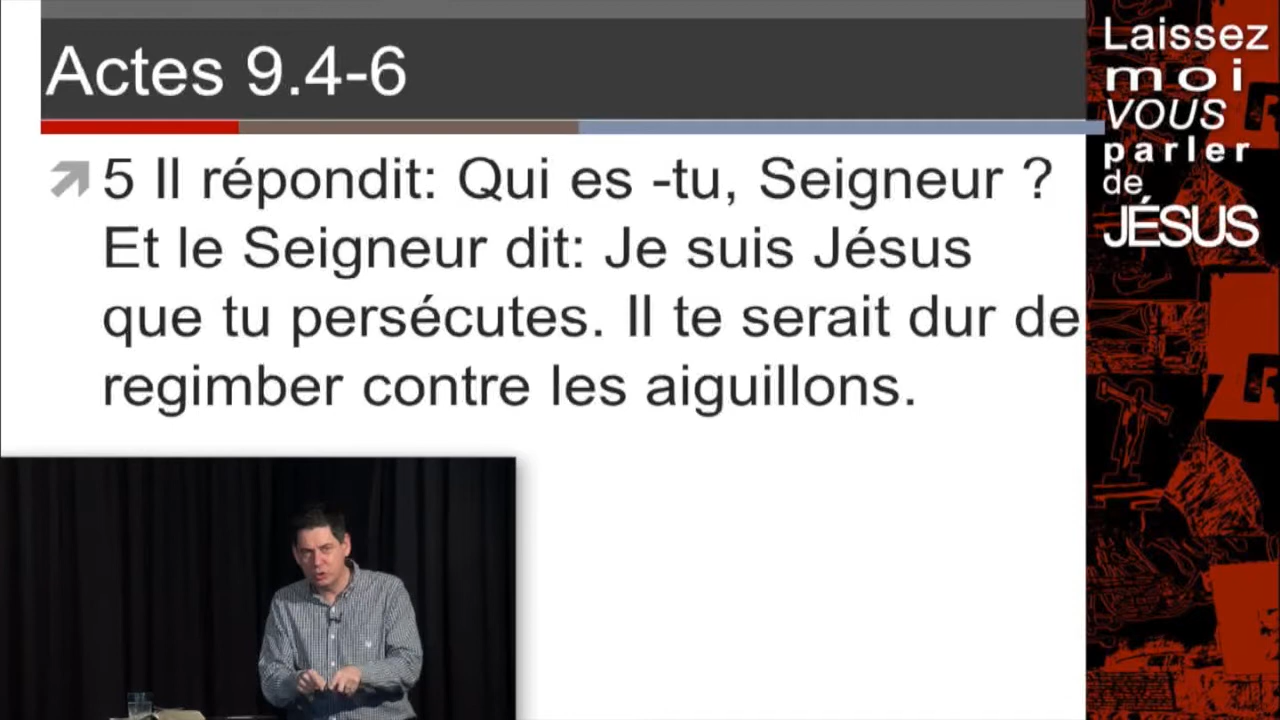 Actes 9.4-6
5 Il répondit: Qui es -tu, Seigneur ?
Et le Seigneur dit: Je suis Jésus
que tu persécutes. Il te serait dur de
regimber contre les aiguillons.
Laissez
moi
VOUS
parler
de
JÉSUS